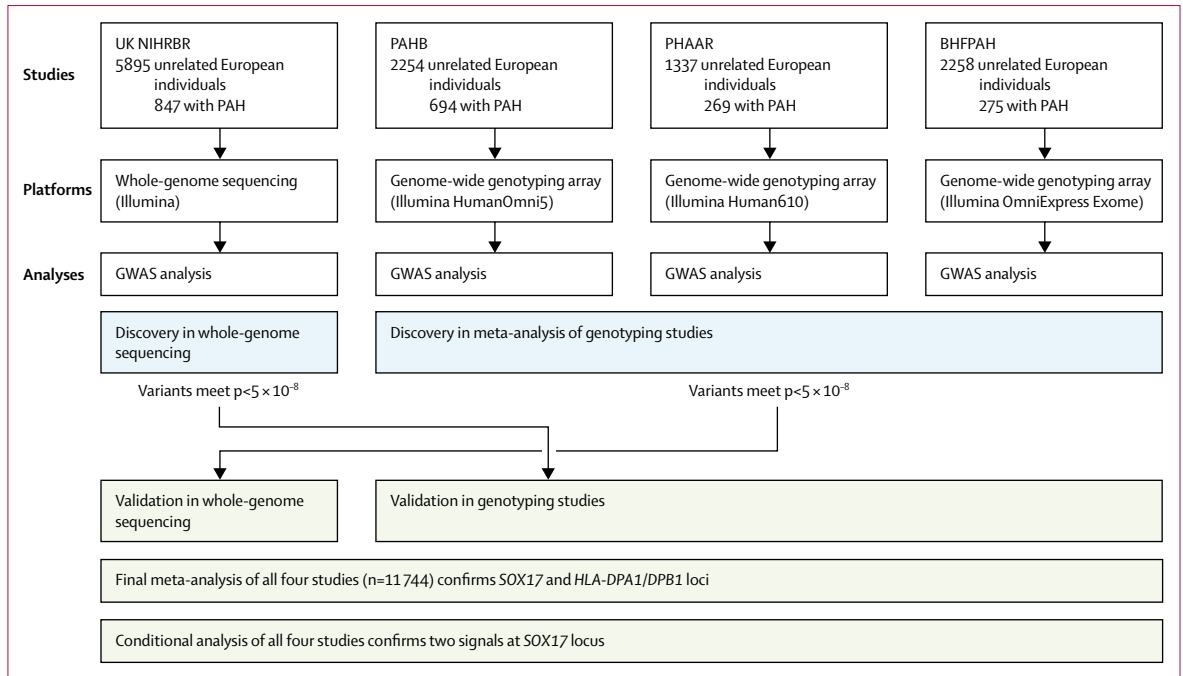 Studies
UK NIHRBR
5895 unrelated European
individuals
847 with PAH
PAHB
2254 unrelated European
individuals
694 with PAH
PHAAR
1337 unrelated European
individuals
269 with PAH
BHFPAH
2258 unrelated European
individuals
275 with PAH
Platforms
Whole-genome sequencing
(Illumina)
Genome-wide genotyping array
(Illumina HumanOmni5)
Genome-wide genotyping array
(Illumina Human610)
Genome-wide genotyping array
(Illumina OmniExpress Exome)
Analyses
GWAS analysis
GWAS analysis
GWAS analysis
GWAS analysis
Discovery in whole-genome
sequencing
Discovery in meta-analysis of genotyping studies
Variants meet p<5 × 10⁻⁸
Variants meet p<5 × 10⁻⁸
Validation in whole-genome
sequencing
Validation in genotyping studies
Final meta-analysis of all four studies (n=11 744) confirms SOX17 and HLA-DPA1/DPB1 loci
Conditional analysis of all four studies confirms two signals at SOX17 locus